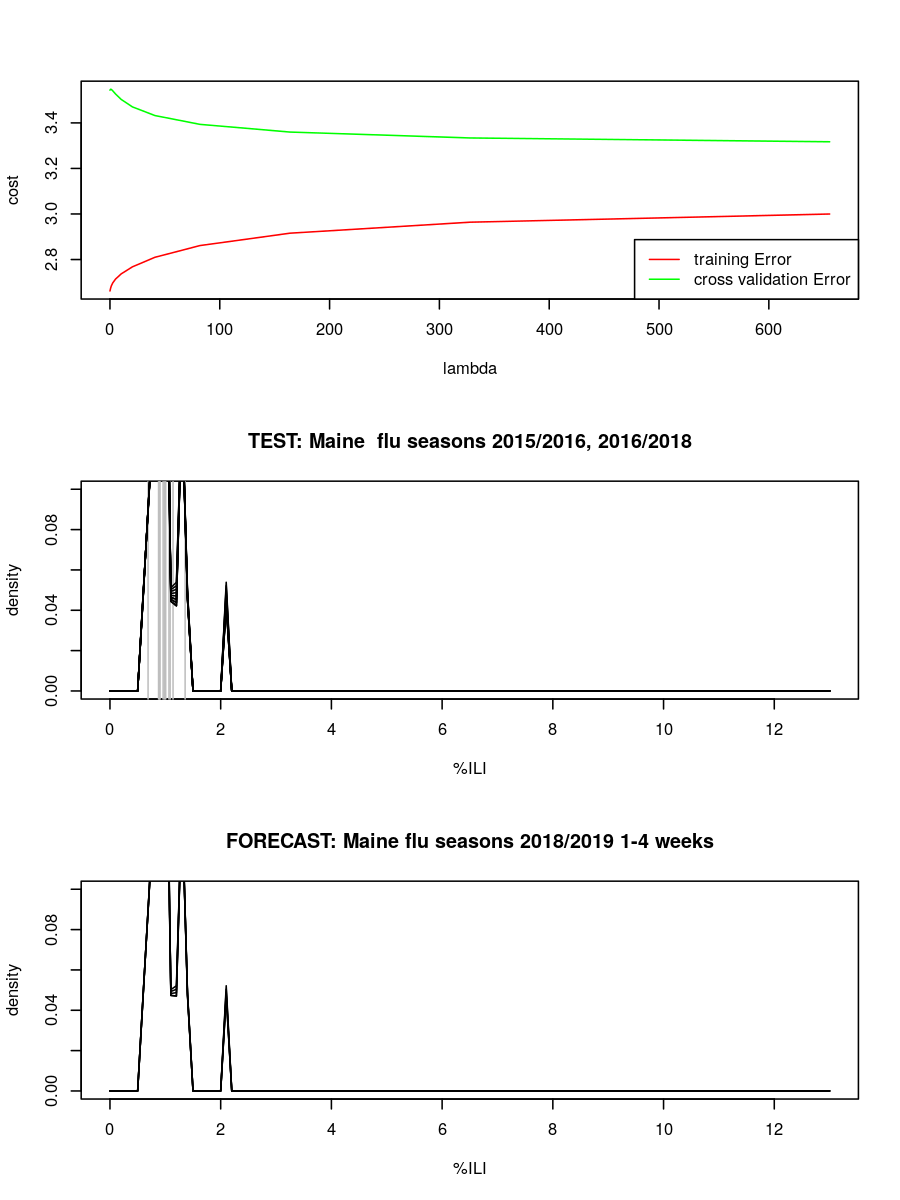 3.4
3.2
3.0
2.8
cost
training Error
cross validation Error
0 100 200 300 400 500 600
lambda
TEST: Maine  flu seasons 2015/2016, 2016/2018
0.08
0.04
0.00
density
0 2 4 6 8 10 12
%ILI
FORECAST: Maine flu seasons 2018/2019 1-4 weeks
0.08
0.04
0.00
density
0 2 4 6 8 10 12
%ILI